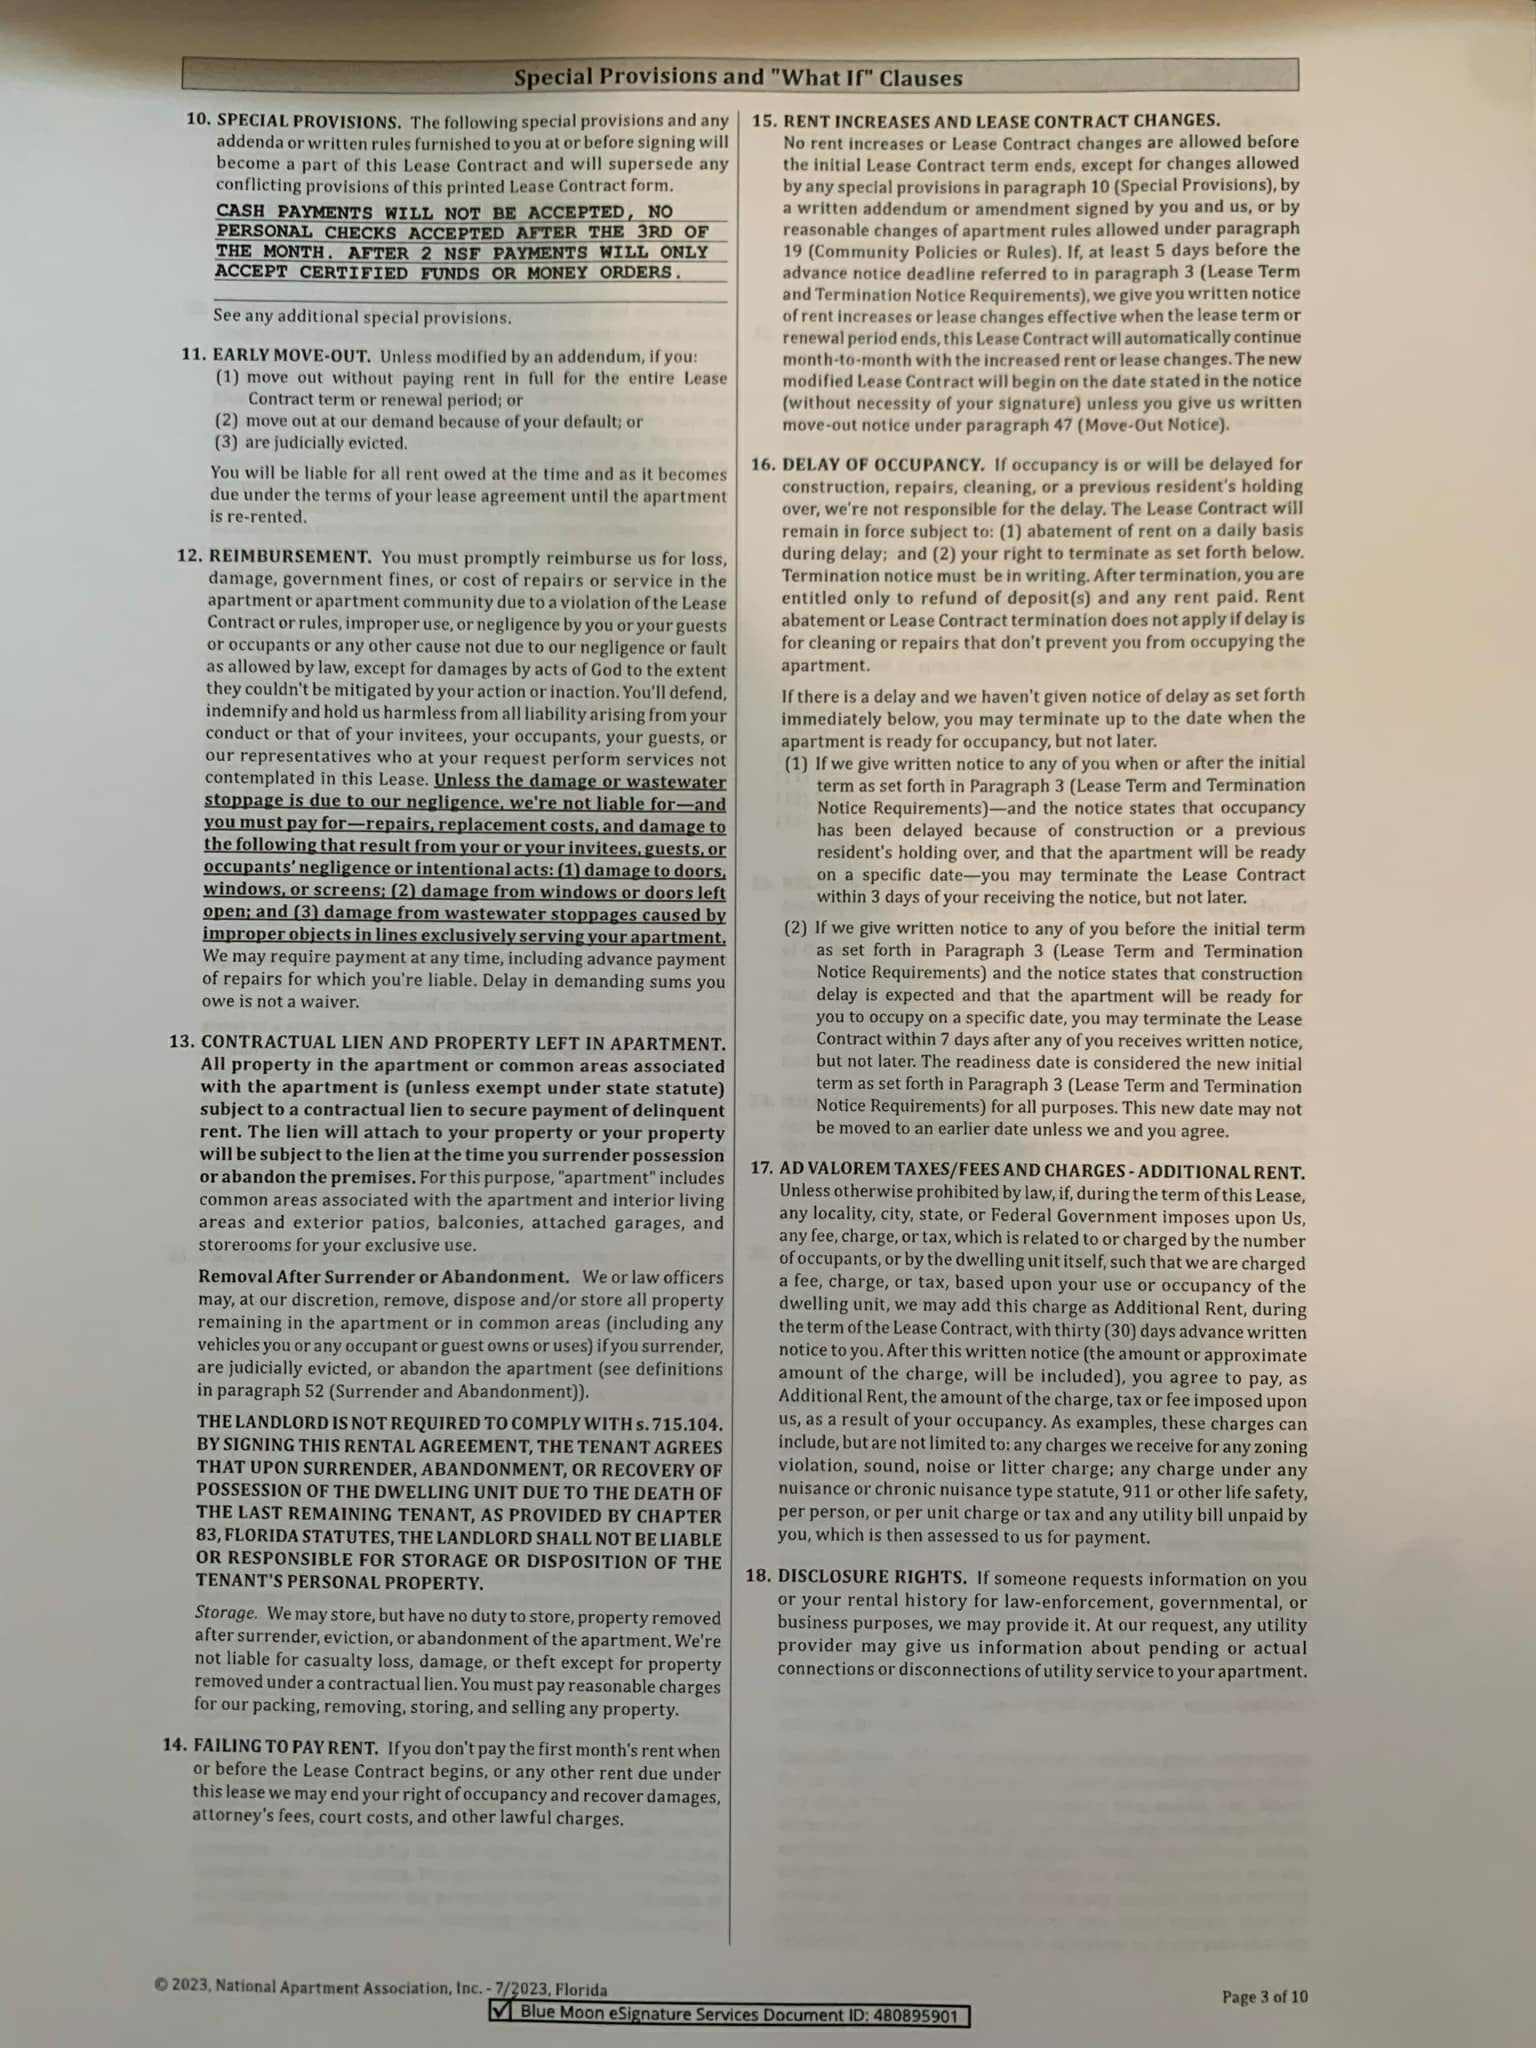 Special Provisions and "What If" Clauses
10. SPECIAL PROVISIONS. The following special provisions and any
addenda or written rules furnished to you at or before signing will
become a part of this Lease Contract and will supersede any
conflicting provisions of this printed Lease Contract form.
CASH PAYMENTS WILL NOT BE ACCEPTED, NO
PERSONAL CHECKS ACCEPTED AFTER THE 3RD OF
THE MONTH. AFTER 2 NSF PAYMENTS WILL ONLY
ACCEPT CERTIFIED FUNDS OR MONEY ORDERS.
See any additional special provisions.
11. EARLY MOVE-OUT. Unless modified by an addendum, if you:
(1) move out without paying rent in full for the entire Lease
Contract term or renewal period; or
(2) move out at our demand because of your default; or
(3) are judicially evicted.
You will be liable for all rent owed at the time and as it becomes
due under the terms of your lease agreement until the apartment
is re-rented.
12. REIMBURSEMENT. You must promptly reimburse us for loss,
damage, government fines, or cost of repairs or service in the
apartment or apartment community due to a violation of the Lease
Contract or rules, improper use, or negligence by you or your guests
or occupants or any other cause not due to our negligence or fault
as allowed by law, except for damages by acts of God to the extent
they couldn't be mitigated by your action or inaction. You'll defend,
indemnify and hold us harmless from all liability arising from your
conduct or that of your invitees, your occupants, your guests, or
our representatives who at your request perform services not
contemplated in this Lease. Unless the damage or wastewater
stoppage is due to our negligence, we're not liable for—and
you must pay for—repairs, replacement costs, and damage to
the following that result from your or your invitees, guests, or
occupants' negligence or intentional acts: (1) damage to doors,
windows, or screens; (2) damage from windows or doors left
open; and (3) damage from wastewater stoppages caused by
improper objects in lines exclusively serving your apartment.
We may require payment at any time, including advance payment
of repairs for which you're liable. Delay in demanding sums you
owe is not a waiver.
13. CONTRACTUAL LIEN AND PROPERTY LEFT IN APARTMENT.
All property in the apartment or common areas associated
with the apartment is (unless exempt under state statute)
subject to a contractual lien to secure payment of delinquent
rent. The lien will attach to your property or your property
will be subject to the lien at the time you surrender possession
or abandon the premises. For this purpose, "apartment" includes
common areas associated with the apartment and interior living
areas and exterior patios, balconies, attached garages, and
storerooms for your exclusive use.
Removal After Surrender or Abandonment. We or law officers
may, at our discretion, remove, dispose and/or store all property
remaining in the apartment or in common areas (including any
vehicles you or any occupant or guest owns or uses) if you surrender,
are judicially evicted, or abandon the apartment (see definitions
in paragraph 52 (Surrender and Abandonment)).
THE LANDLORD IS NOT REQUIRED TO COMPLY WITH s. 715.104.
BY SIGNING THIS RENTAL AGREEMENT, THE TENANT AGREES
THAT UPON SURRENDER, ABANDONMENT, OR RECOVERY OF
POSSESSION OF THE DWELLING UNIT DUE TO THE DEATH OF
THE LAST REMAINING TENANT, AS PROVIDED BY CHAPTER
83, FLORIDA STATUTES, THE LANDLORD SHALL NOT BE LIABLE
OR RESPONSIBLE FOR STORAGE OR DISPOSITION OF THE
TENANT'S PERSONAL PROPERTY.
Storage. We may store, but have no duty to store, property removed
after surrender, eviction, or abandonment of the apartment. We're
not liable for casualty loss, damage, or theft except for property
removed under a contractual lien. You must pay reasonable charges
for our packing, removing, storing, and selling any property.
14. FAILING TO PAY RENT. If you don't pay the first month's rent when
or before the Lease Contract begins, or any other rent due under
this lease we may end your right of occupancy and recover damages,
attorney's fees, court costs, and other lawful charges.
15. RENT INCREASES AND LEASE CONTRACT CHANGES.
No rent increases or Lease Contract changes are allowed before
the initial Lease Contract term ends, except for changes allowed
by any special provisions in paragraph 10 (Special Provisions), by
a written addendum or amendment signed by you and us, or by
reasonable changes of apartment rules allowed under paragraph
19 (Community Policies or Rules). If, at least 5 days before the
advance notice deadline referred to in paragraph 3 (Lease Term
and Termination Notice Requirements), we give you written notice
of rent increases or lease changes effective when the lease term or
renewal period ends, this Lease Contract will automatically continue
month-to-month with the increased rent or lease changes. The new
modified Lease Contract will begin on the date stated in the notice
(without necessity of your signature) unless you give us written
move-out notice under paragraph 47 (Move-Out Notice).
16. DELAY OF OCCUPANCY. If occupancy is or will be delayed for
construction, repairs, cleaning, or a previous resident's holding
over, we're not responsible for the delay. The Lease Contract will
remain in force subject to: (1) abatement of rent on a daily basis
during delay; and (2) your right to terminate as set forth below.
Termination notice must be in writing. After termination, you are
entitled only to refund of deposit(s) and any rent paid. Rent
abatement or Lease Contract termination does not apply if delay is
for cleaning or repairs that don't prevent you from occupying the
apartment.
If there is a delay and we haven't given notice of delay as set forth
immediately below, you may terminate up to the date when the
apartment is ready for occupancy, but not later.
(1) If we give written notice to any of you when or after the initial
term as set forth in Paragraph 3 (Lease Term and Termination
Notice Requirements)—and the notice states that occupancy
has been delayed because of construction or a previous
resident's holding over, and that the apartment will be ready
on a specific date—you may terminate the Lease Contract
within 3 days of your receiving the notice, but not later.
(2) If we give written notice to any of you before the initial term
as set forth in Paragraph 3 (Lease Term and Termination
Notice Requirements) and the notice states that construction
delay is expected and that the apartment will be ready for
you to occupy on a specific date, you may terminate the Lease
Contract within 7 days after any of you receives written notice,
but not later. The readiness date is considered the new initial
term as set forth in Paragraph 3 (Lease Term and Termination
Notice Requirements) for all purposes. This new date may not
be moved to an earlier date unless we and you agree.
17. AD VALOREM TAXES/FEES AND CHARGES - ADDITIONAL RENT.
Unless otherwise prohibited by law, if, during the term of this Lease,
any locality, city, state, or Federal Government imposes upon Us,
any fee, charge, or tax, which is related to or charged by the number
of occupants, or by the dwelling unit itself, such that we are charged
a fee, charge, or tax, based upon your use or occupancy of the
dwelling unit, we may add this charge as Additional Rent, during
the term of the Lease Contract, with thirty (30) days advance written
notice to you. After this written notice (the amount or approximate
amount of the charge, will be included), you agree to pay, as
Additional Rent, the amount of the charge, tax or fee imposed upon
us, as a result of your occupancy. As examples, these charges can
include, but are not limited to: any charges we receive for any zoning
violation, sound, noise or litter charge; any charge under any
nuisance or chronic nuisance type statute, 911 or other life safety,
per person, or per unit charge or tax and any utility bill unpaid by
you, which is then assessed to us for payment.
18. DISCLOSURE RIGHTS. If someone requests information on you
or your rental history for law-enforcement, governmental, or
business purposes, we may provide it. At our request, any utility
provider may give us information about pending or actual
connections or disconnections of utility service to your apartment.
© 2023, National Apartment Association, Inc. - 7/2023, Florida
Blue Moon eSignature Services Document ID: 480895901
Page 3 of 10